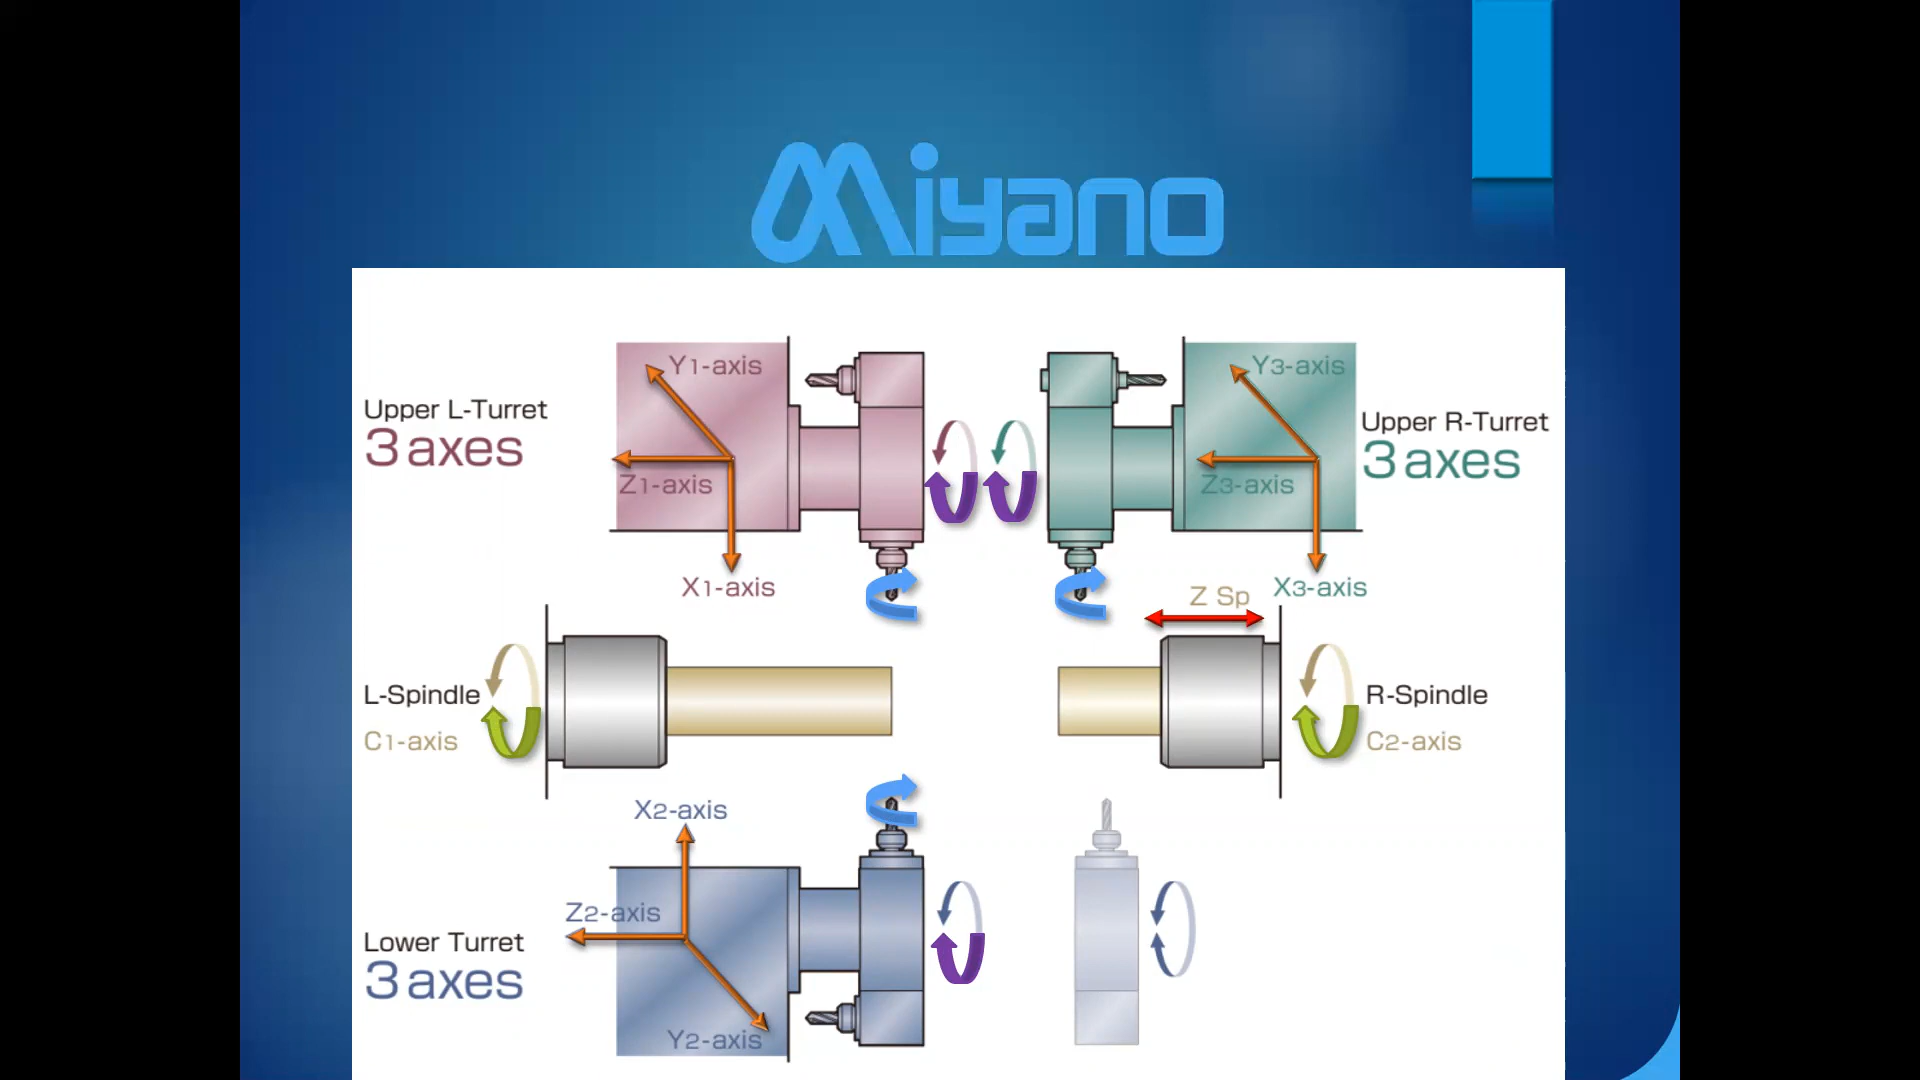 Miyano
Y1-axis
Y3-axis
Upper L-Turret
3 axes
Upper R-Turret
3 axes
Z1-axis
Z3-axis
X1-axis
Z Sp
X3-axis
L-Spindle
R-Spindle
C1-axis
C2-axis
X2-axis
Z2-axis
Lower Turret
3 axes
Y2-axis